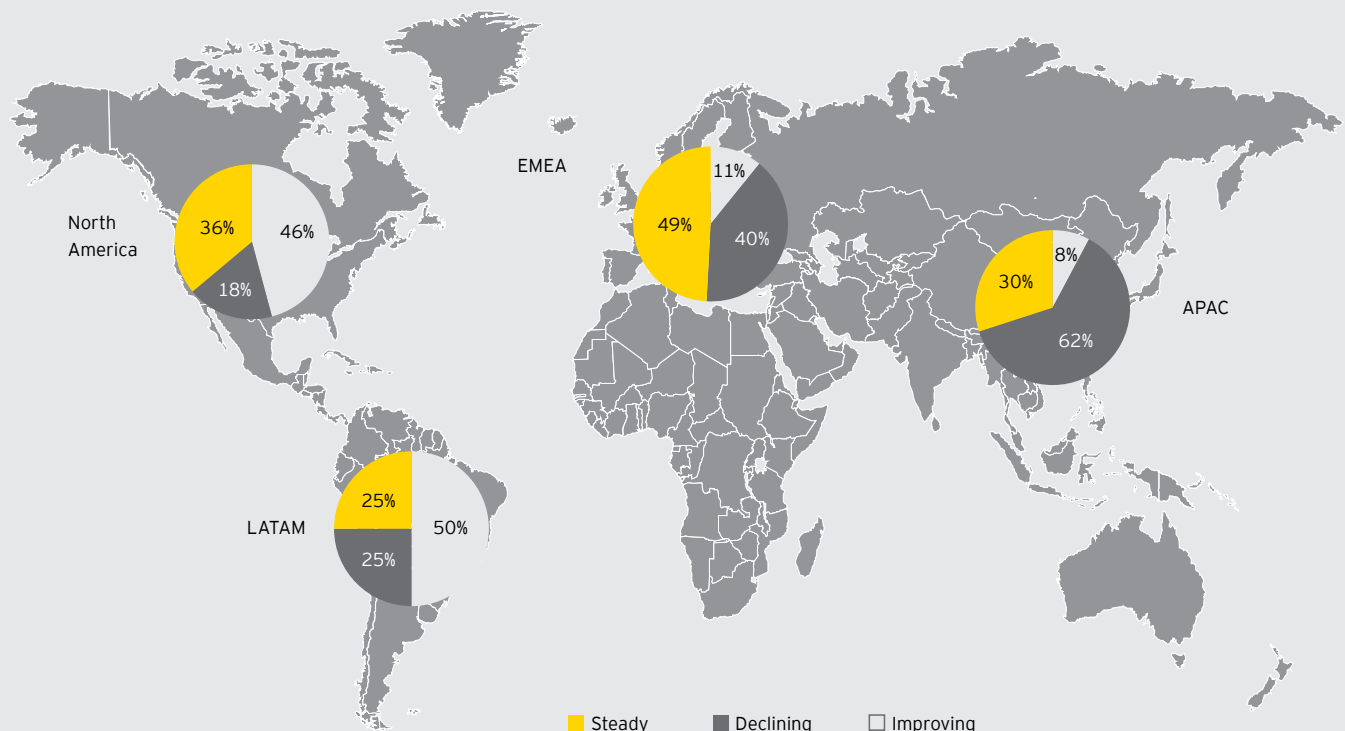 EMEA
11%
49%
40%
North
America
36%
46%
18%
8%
30%
62%
APAC
LATAM
25%
50%
25%
Steady
Declining
Improving